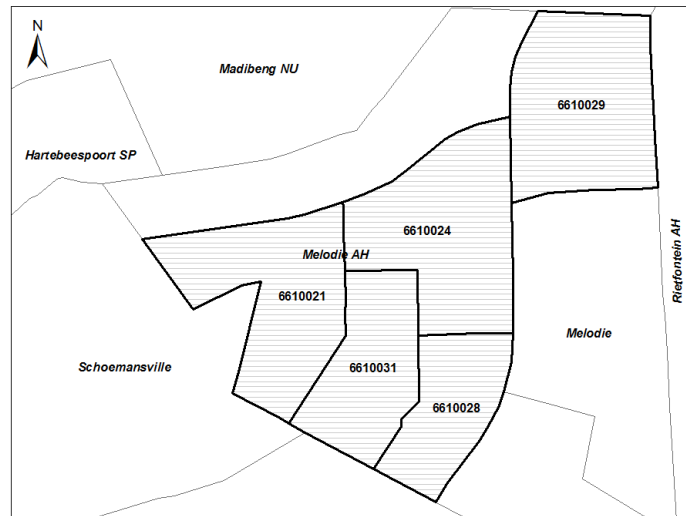 N
Madibeng NU
6610029
Hartebeespoort SP
6610024
Melodie AH
Rietfontein AH
6610021
Melodie
Schoemansville
6610031
6610028